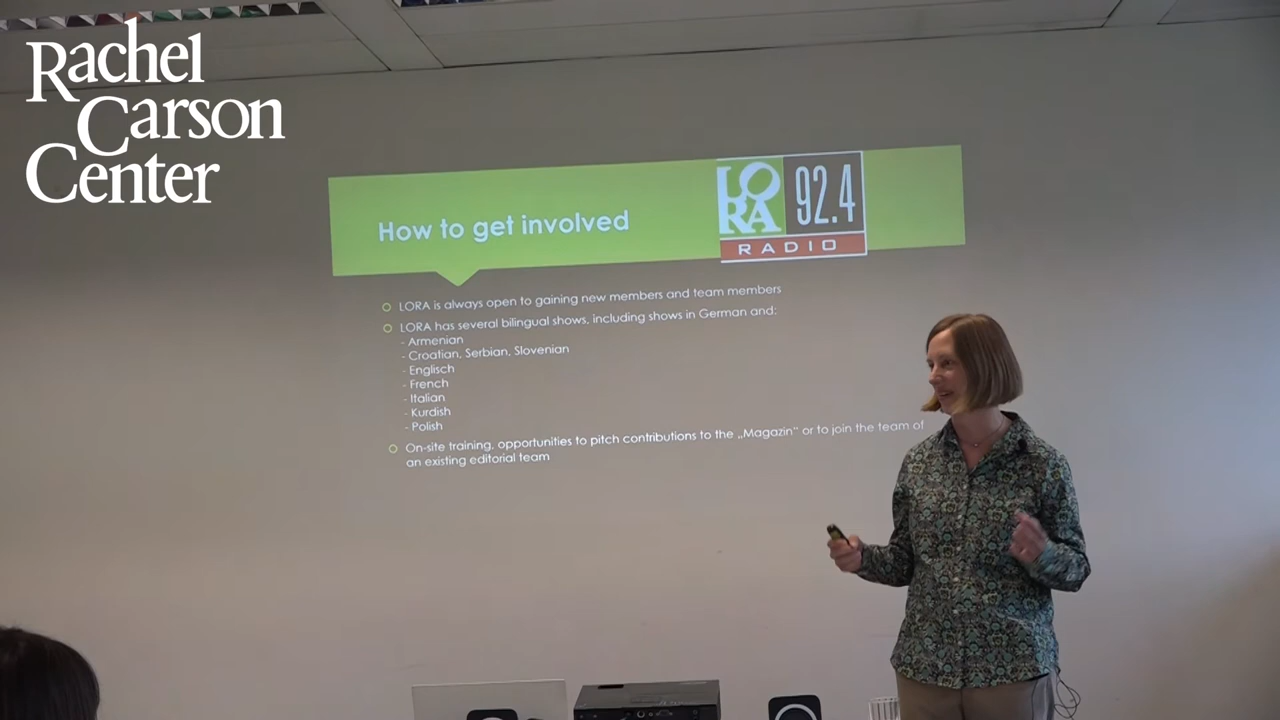 Rachel
Carson
Center
How to get involved
LORA 92.4
RADIO
LORA is always open to gaining new members and team members
LORA has several bilingual shows, including shows in German and:
- Armenian
- Croatian, Serbian, Slovenian
- Englisch
- French
- Italian
- Kurdish
- Polish
On-site training, opportunities to pitch contributions to the „Magazin“ or to join the team of
an existing editorial team